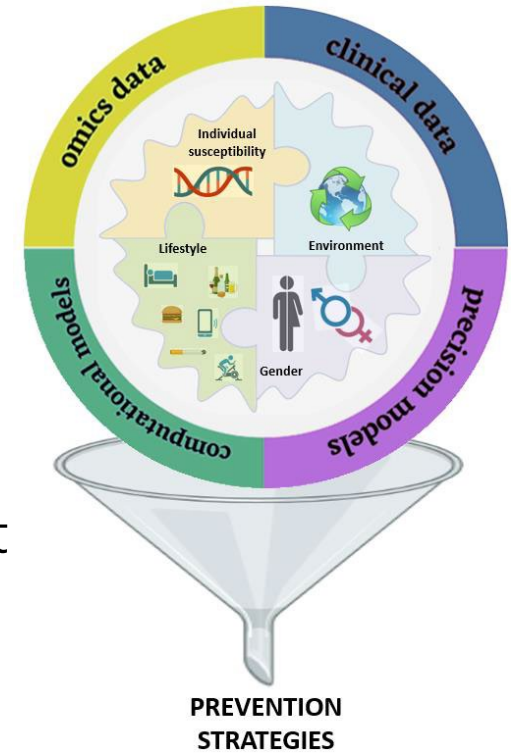 omics data
clinical data
Individual
susceptibility
Lifestyle
Environment
Gender
computational models
precision models
PREVENTION
STRATEGIES